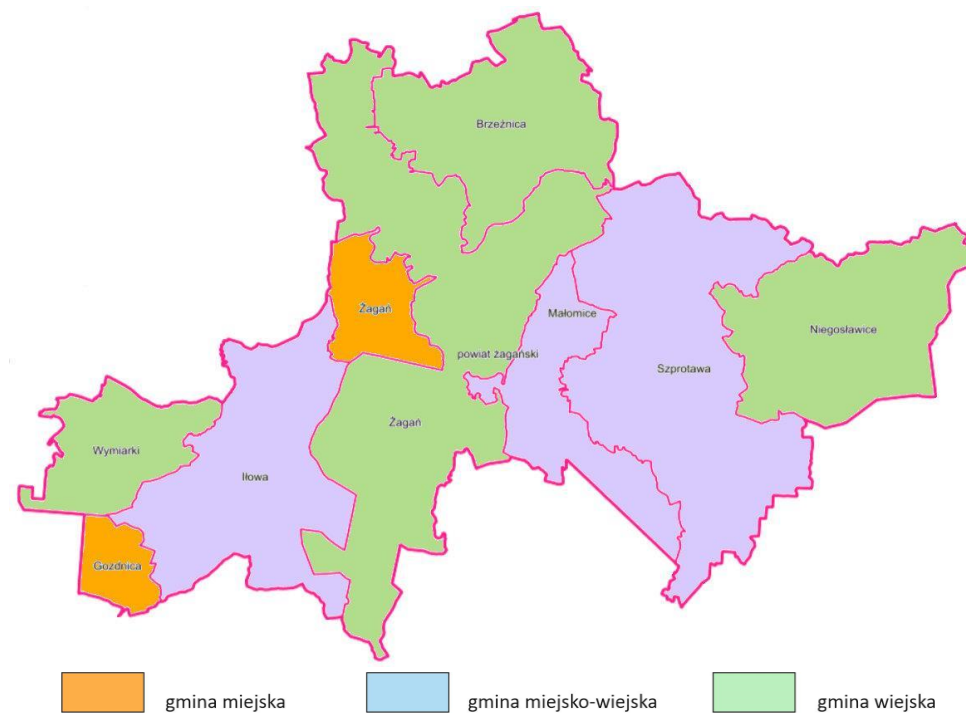 Brzeźnica
Żagań
Małomice
Niegosławice
powiat żagański
Szprotawa
Żagań
Wymiarki
Iłowa
Gozdnica
gmina miejska
gmina miejsko-wiejska
gmina wiejska